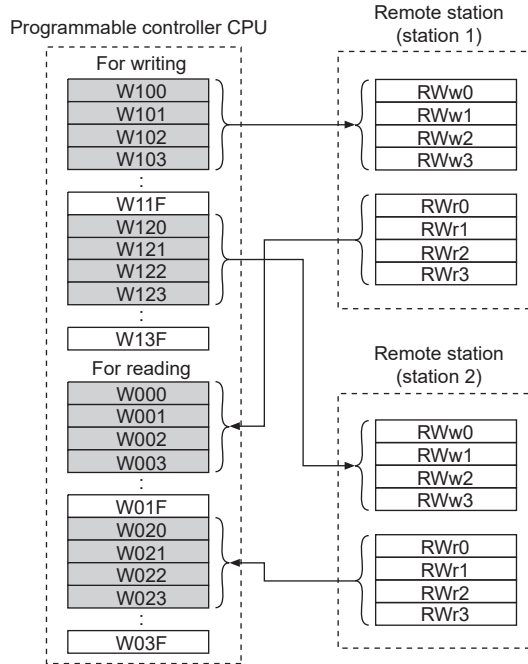 Programmable controller CPU
For writing
W100
W101
W102
W103
W11F
W120
W121
W122
W123
W13F
For reading
W000
W001
W002
W003
W01F
W020
W021
W022
W023
W03F
Remote station
(station 1)
RWw0
RWw1
RWw2
RWw3
RWr0
RWr1
RWr2
RWr3
Remote station
(station 2)
RWw0
RWw1
RWw2
RWw3
RWr0
RWr1
RWr2
RWr3